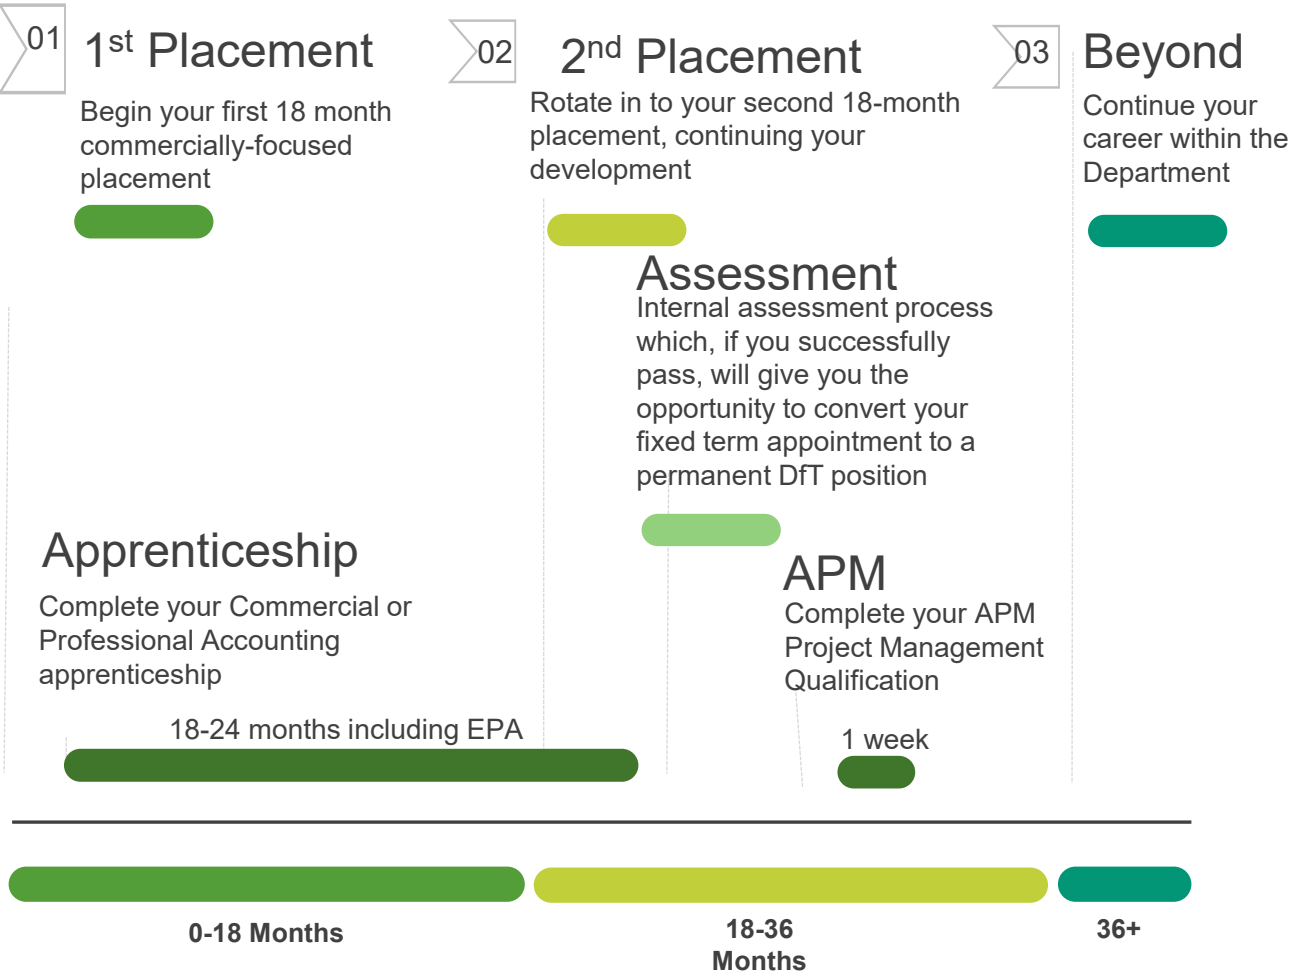 01
1st Placement
Begin your first 18 month
commercially-focused
placement
02
2nd Placement
Rotate in to your second 18-month
placement, continuing your
development
03
Beyond
Continue your
career within the
Department
Assessment
Internal assessment process
which, if you successfully
pass, will give you the
opportunity to convert your
fixed term appointment to a
permanent DfT position
Apprenticeship
Complete your Commercial or
Professional Accounting
apprenticeship
18-24 months including EPA
APM
Complete your APM
Project Management
Qualification
1 week
0-18 Months
18-36
Months
36+